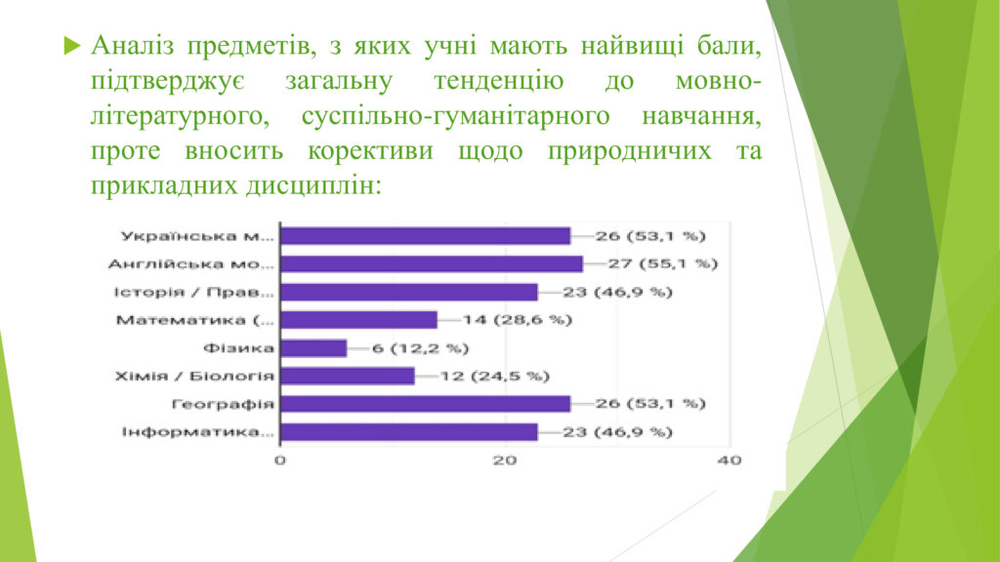 Аналіз предметів, з яких учні мають найвищі бали,
підтверджує загальну тенденцію до мовно-
літературного, суспільно-гуманітарного навчання,
проте вносить корективи щодо природничих та
прикладних дисциплін:
Українська м... 26 (53,1 %)
Англійська мо... 27 (55,1 %)
Історія / Прав... 23 (46,9 %)
Математика (... 14 (28,6 %)
Фізика 6 (12,2 %)
Хімія / Біологія 12 (24,5 %)
Географія 26 (53,1 %)
Інформатика... 23 (46,9 %)
0 20 40